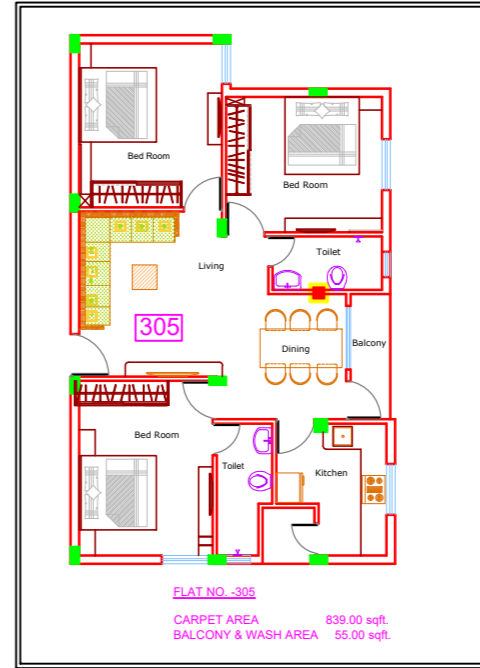 Bed Room
Bed Room
Toilet
Living
305
Dining
Balcony
Bed Room
Toilet
Kitchen
FLAT NO. -305
CARPET AREA 839.00 sqft.
BALCONY & WASH AREA 55.00 sqft.